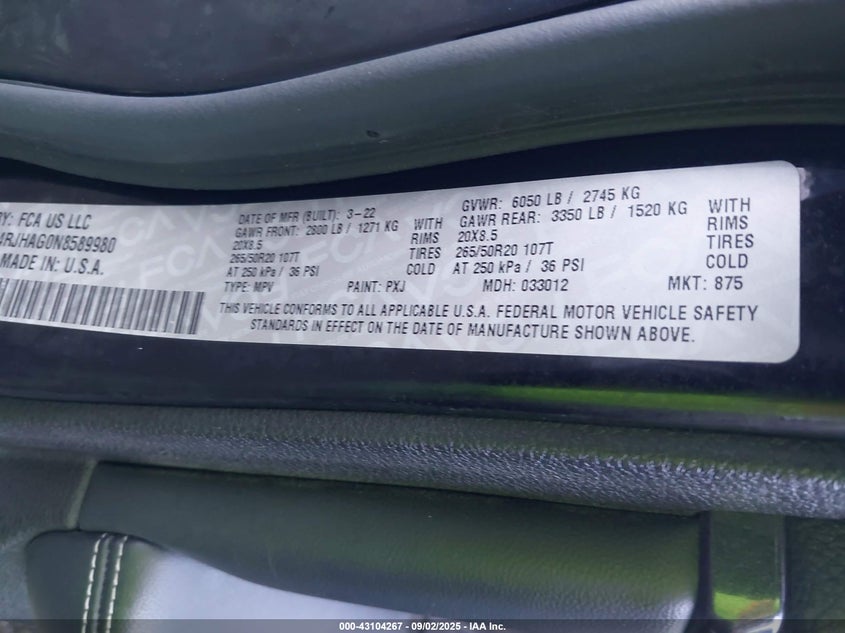 BY: FCA US LLC
4RJHAG0N8589980
MADE IN: U.S.A.
DATE OF MFR (BUILT): 3-22
GAWR FRONT: 2800 LB / 1271 KG WITH
20X8.5 RIMS
265/50R20 107T TIRES
AT 250 kPa / 36 PSI COLD
GVWR: 6050 LB / 2745 KG
GAWR REAR: 3350 LB / 1520 KG WITH
20X8.5 RIMS
265/50R20 107T TIRES
AT 250 kPa / 36 PSI COLD
TYPE: MPV PAINT: PXJ MDH: 033012 MKT: 875
THIS VEHICLE CONFORMS TO ALL APPLICABLE U.S.A. FEDERAL MOTOR VEHICLE SAFETY
STANDARDS IN EFFECT ON THE DATE OF MANUFACTURE SHOWN ABOVE.
000-43104267 - 09/02/2025 - IAA Inc.